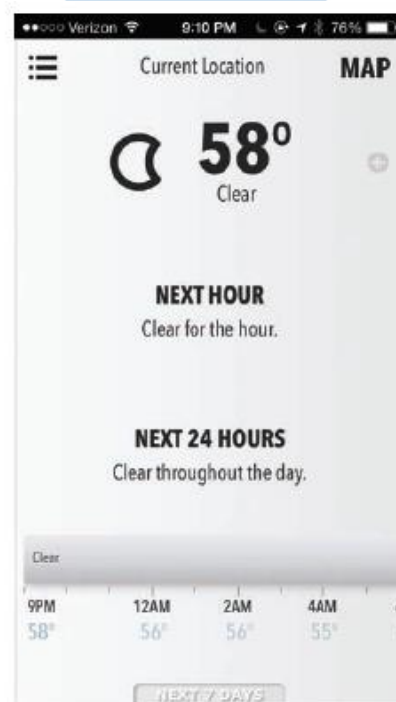 Verizon 9:10 PM 76%
Current Location MAP
58°
Clear
NEXT HOUR
Clear for the hour.
NEXT 24 HOURS
Clear throughout the day.
Clear
9PM 12AM 2AM 4AM
58° 56° 56° 55°
NEXT 7 DAYS